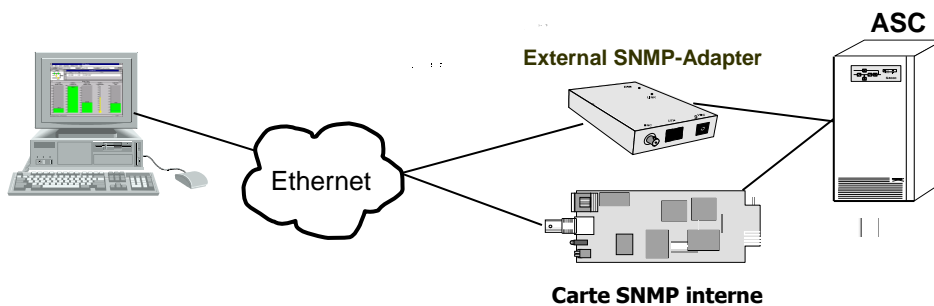 ASC
External SNMP-Adapter
Ethernet
Carte SNMP interne